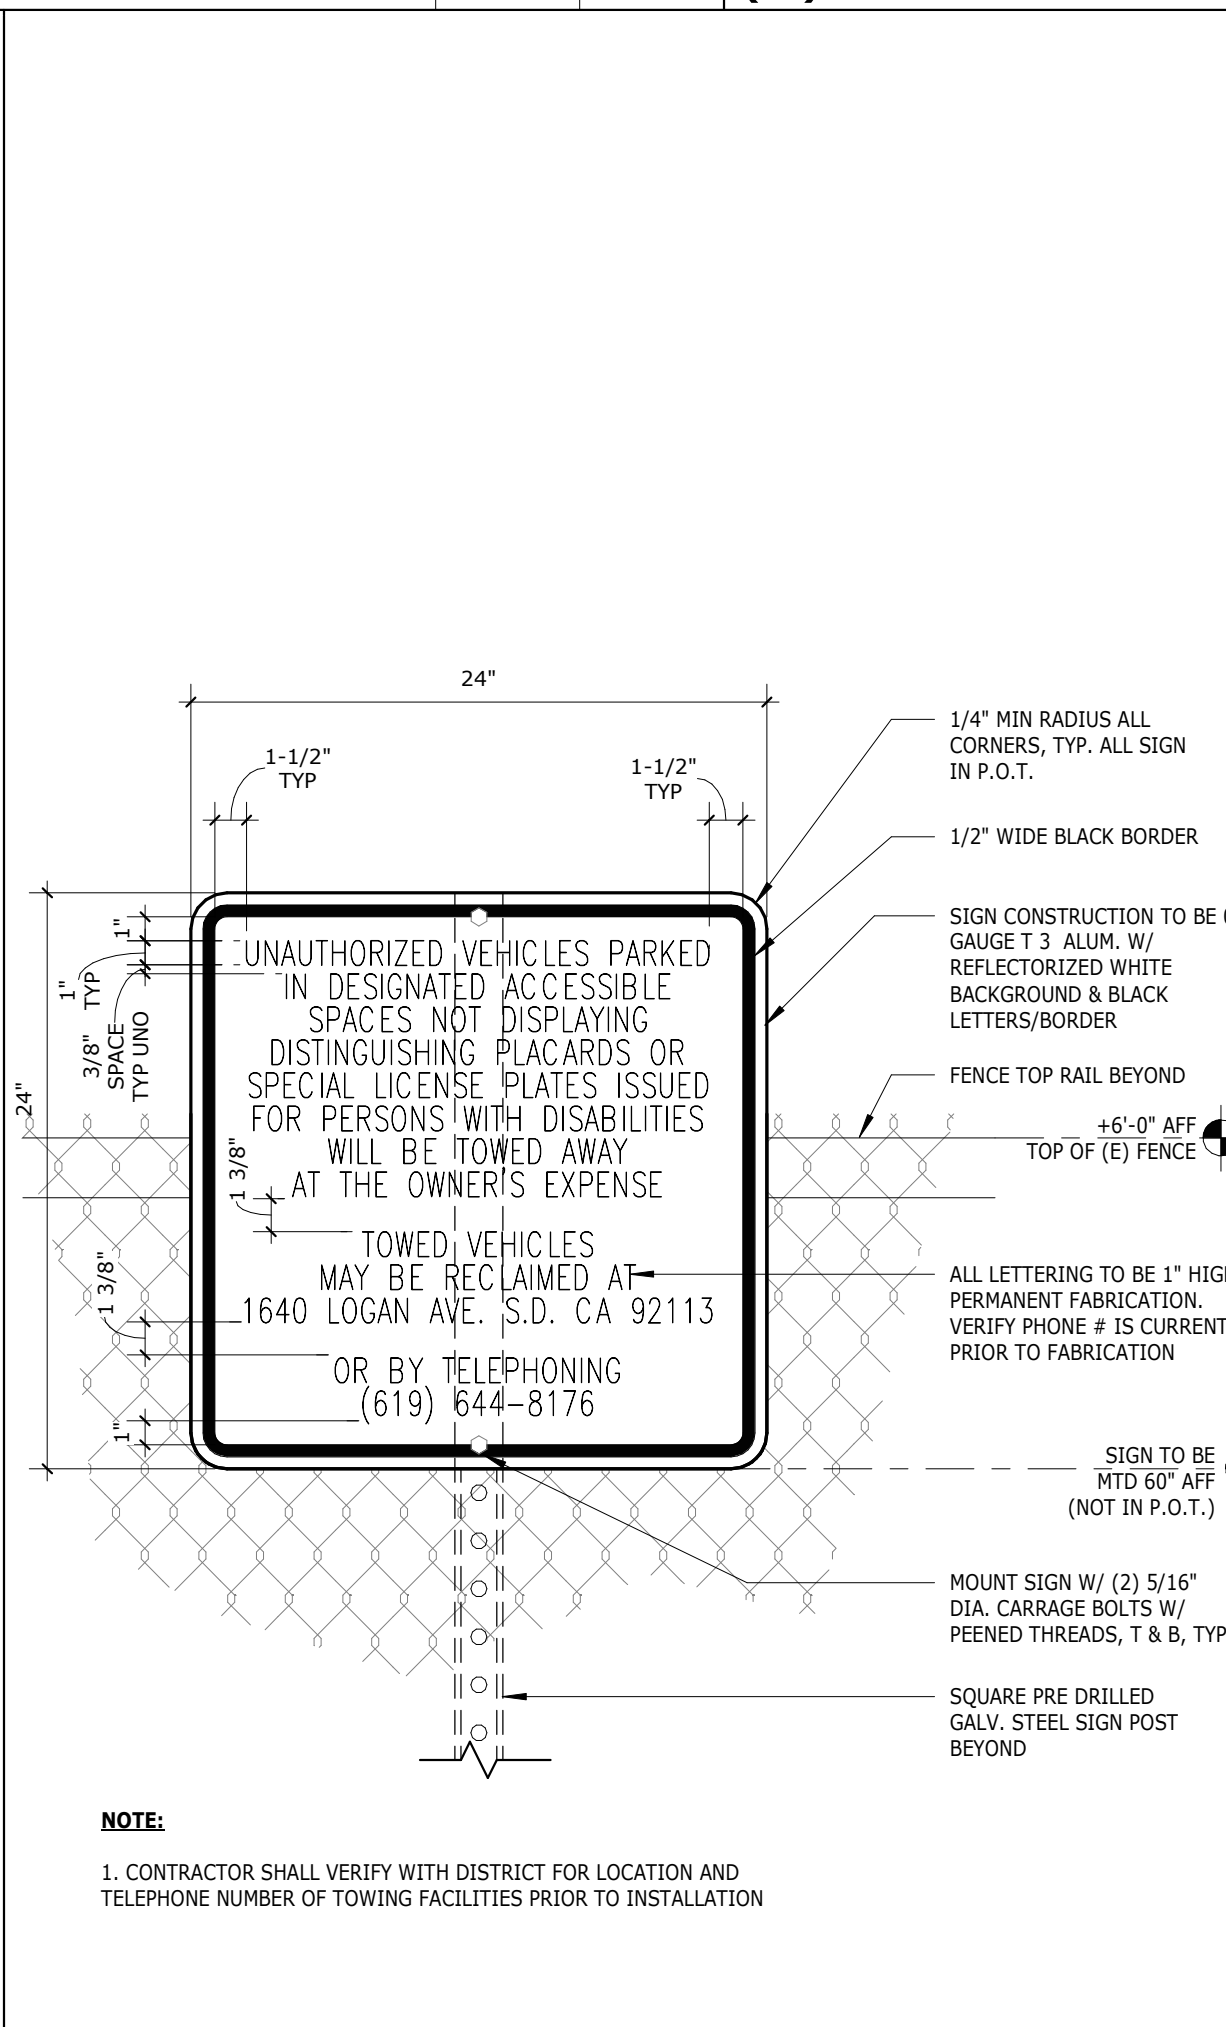 24"
1-1/2"
TYP
1-1/2"
TYP
1/4" MIN RADIUS ALL
CORNERS, TYP. ALL SIGN
IN P.O.T.
1/2" WIDE BLACK BORDER
SIGN CONSTRUCTION TO BE
GAUGE T 3 ALUM. W/
REFLECTORIZED WHITE
BACKGROUND & BLACK
LETTERS/BORDER
FENCE TOP RAIL BEYOND
+6'-0" AFF
TOP OF (E) FENCE
24"
1"
1"
TYP
3/8"
SPACE
TYP UNO
UNAUTHORIZED VEHICLES PARKED
IN DESIGNATED ACCESSIBLE
SPACES NOT DISPLAYING
DISTINGUISHING PLACARDS OR
SPECIAL LICENSE PLATES ISSUED
FOR PERSONS WITH DISABILITIES
WILL BE TOWED AWAY
AT THE OWNER'S EXPENSE
1 3/8"
TOWED VEHICLES
MAY BE RECLAIMED AT
1640 LOGAN AVE. S.D. CA 92113
1 3/8"
OR BY TELEPHONING
(619) 644-8176
1"
ALL LETTERING TO BE 1" HIGH
PERMANENT FABRICATION.
VERIFY PHONE # IS CURRENT
PRIOR TO FABRICATION
SIGN TO BE
MTD 60" AFF
(NOT IN P.O.T.)
MOUNT SIGN W/ (2) 5/16"
DIA. CARRAGE BOLTS W/
PEENED THREADS, T & B, TYP
SQUARE PRE DRILLED
GALV. STEEL SIGN POST
BEYOND
NOTE:
1. CONTRACTOR SHALL VERIFY WITH DISTRICT FOR LOCATION AND
TELEPHONE NUMBER OF TOWING FACILITIES PRIOR TO INSTALLATION